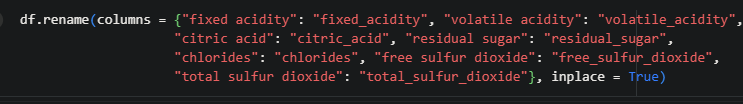 df.rename(columns = {"fixed acidity": "fixed_acidity", "volatile acidity": "volatile_acidity",
"citric acid": "citric_acid", "residual sugar": "residual_sugar",
"chlorides": "chlorides", "free sulfur dioxide": "free_sulfur_dioxide",
"total sulfur dioxide": "total_sulfur_dioxide"}, inplace = True)